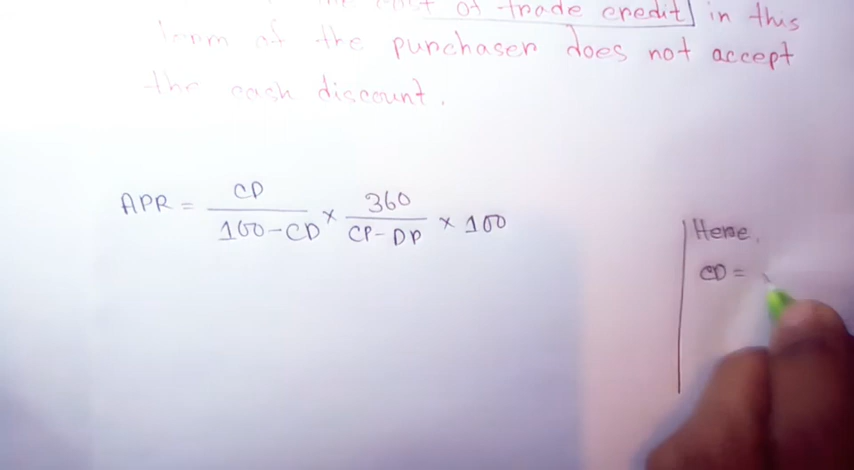 of trade credit] in this
of the purchaser does not accept
the cash discount.
APR = CD / 100 - CD × 360 / CP - DP × 100
Here,
CD =